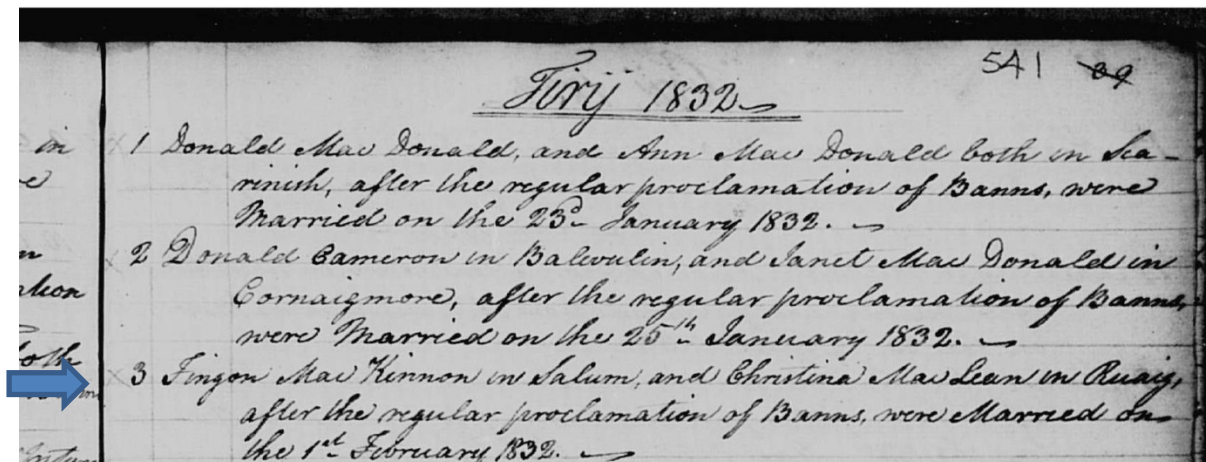 541 39
Tirij 1832
in
1 Donald Mac Donald, and Ann Mac Donald both in Sca-
rinish, after the regular proclamation of Banns, were
Married on the 23d January 1832.
2 Donald Cameron in Balevulin, and Janet Mac Donald in
Cornaigmore, after the regular proclamation of Banns,
were Married on the 25th January 1832.
both
3 Fingon Mac Kinnon in Salum, and Christina Mac Lean in Ruaig,
after the regular proclamation of Banns, were Married on
the 1st February 1832.